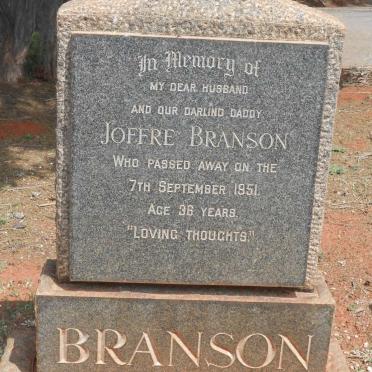 In Memory of
MY DEAR HUSBAND
AND OUR DARLING DADDY
JOFFRE BRANSON
WHO PASSED AWAY ON THE
7TH SEPTEMBER 1951.
AGE 36 YEARS.
"LOVING THOUGHTS."
BRANSON